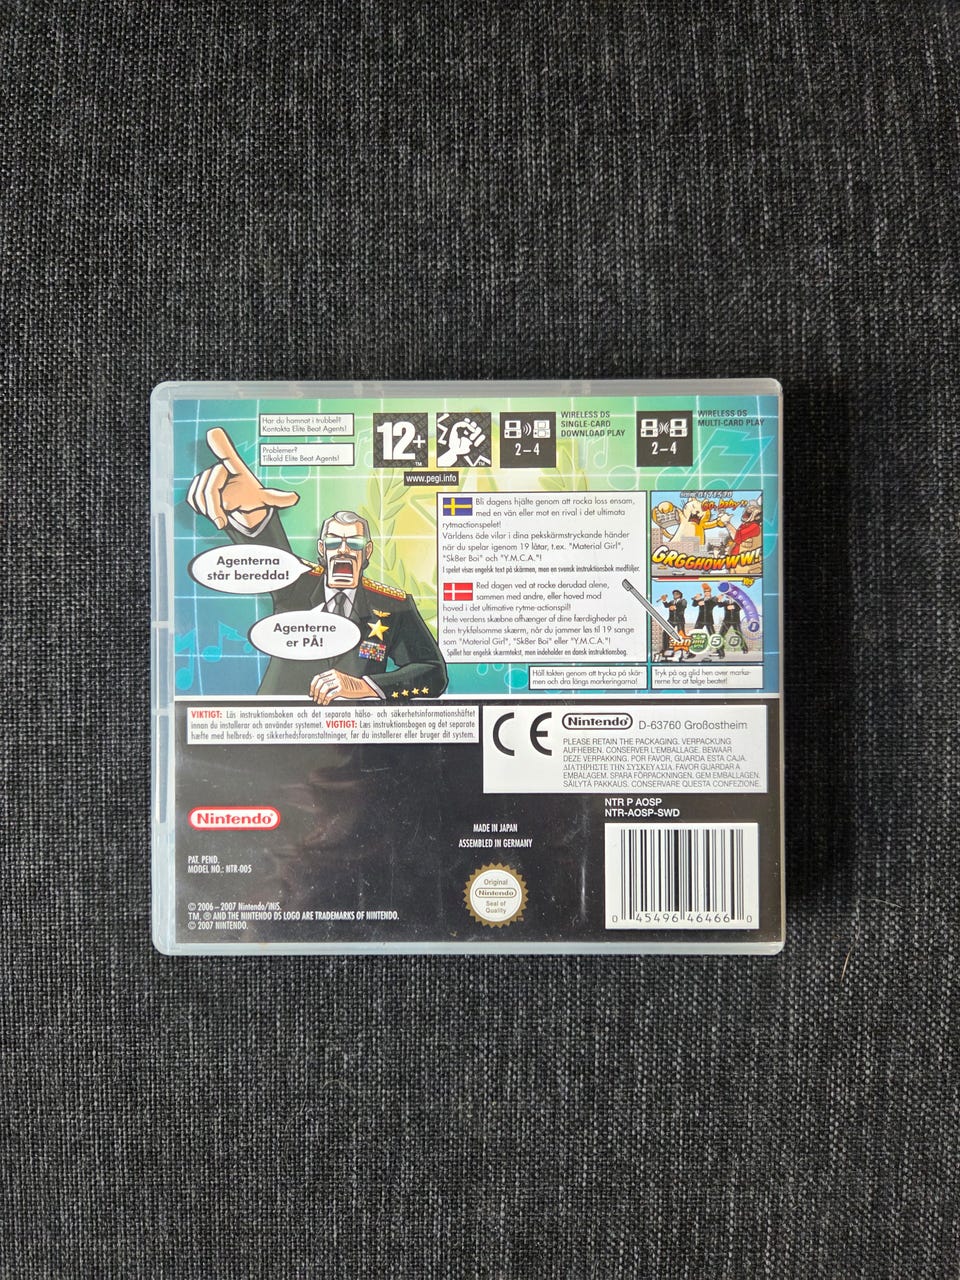 Har du hamnat i trubbel?
Kontakta Elite Beat Agents!
Problemer?
Tilkald Elite Beat Agents!
12+
TM
www.pegi.info
2-4
WIRELESS DS
SINGLE-CARD
DOWNLOAD PLAY
2-4
WIRELESS DS
MULTI-CARD PLAY
Agenterna
står beredda!
Agenterne
er PÅ!
Bli dagens hjälte genom att rocka loss ensam,
med en vän eller mot en rival i det ultimata
rytmactionspelet!
Världens öde vilar i dina pekskärmstryckande händer
när du spelar igenom 19 låtar, t.ex. "Material Girl",
"Sk8er Boi" och "Y.M.C.A."!
I spelet visas engelsk text på skärmen, men en svensk instruktionsbok medföljer.
Red dagen ved at rocke derudad alene,
sammen med andre, eller hoved mod
hoved i det ultimative rytme-actionspil!
Hele verdens skæbne afhænger af dine færdigheder på
den trykfølsomme skærm, når du jammer løs til 19 sange
som "Material Girl", "Sk8er Boi" eller "Y.M.C.A."!
Spillet har engelsk skærmtekst, men indeholder en dansk instruktionsbog.
Go, baby!!
GRGGHOWWW!
Håll takten genom att trycka på skär-
men och dra längs markeringarna!
Tryk på og glid hen over markø-
rerne for at følge beatet!
VIKTIGT: Läs instruktionsboken och det separata hälso- och säkerhetsinformationshäftet
innan du installerar och använder systemet. VIGTIGT: Læs instruktionsbogen og det separate
hæfte med helbreds- og sikkerhedsforanstaltninger, før du installerer eller bruger dit system.
CE
Nintendo
D-63760 Großostheim
PLEASE RETAIN THE PACKAGING. VERPACKUNG
AUFHEBEN. CONSERVER L'EMBALLAGE. BEWAAR
DEZE VERPAKKING. POR FAVOR, GUARDA ESTA CAJA.
ΔΙΑΤΗΡΗΣΤΕ ΤΗΝ ΣΥΣΚΕΥΑΣΙΑ. FAVOR GUARDAR A
EMBALAGEM. SPARA FÖRPACKNINGEN. GEM EMBALLAGEN.
SÄILYTÄ PAKKAUS. CONSERVARE QUESTA CONFEZIONE.
NTR P AOSP
NTR-AOSP-SWD
Nintendo
MADE IN JAPAN
ASSEMBLED IN GERMANY
PAT. PEND.
MODEL NO.: NTR-005
Original
Nintendo
Seal of
Quality
© 2006–2007 Nintendo/iNiS.
TM, ® AND THE NINTENDO DS LOGO ARE TRADEMARKS OF NINTENDO.
© 2007 NINTENDO.
0 45496 46466 0